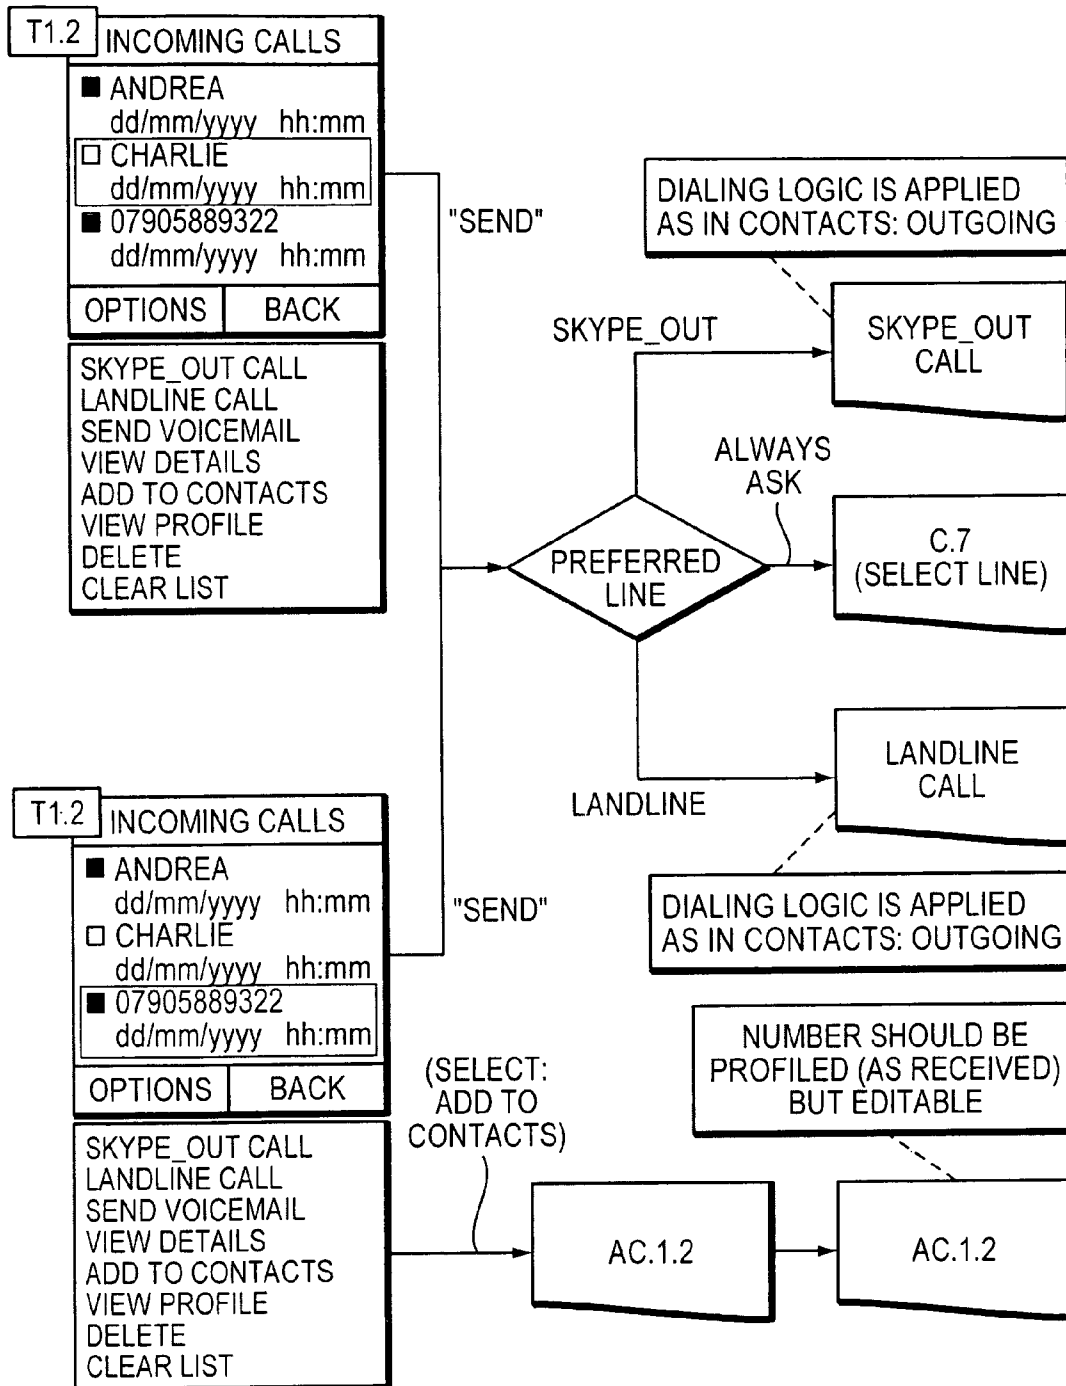 T1.2
INCOMING CALLS
ANDREA
dd/mm/yyyy hh:mm
CHARLIE
dd/mm/yyyy hh:mm
07905889322
dd/mm/yyyy hh:mm
OPTIONS BACK
SKYPE_OUT CALL
LANDLINE CALL
SEND VOICEMAIL
VIEW DETAILS
ADD TO CONTACTS
VIEW PROFILE
DELETE
CLEAR LIST
"SEND"
DIALING LOGIC IS APPLIED
AS IN CONTACTS: OUTGOING
SKYPE_OUT
SKYPE_OUT
CALL
ALWAYS
ASK
PREFERRED
LINE
C.7
(SELECT LINE)
LANDLINE
LANDLINE
CALL
DIALING LOGIC IS APPLIED
AS IN CONTACTS: OUTGOING
T1.2
INCOMING CALLS
ANDREA
dd/mm/yyyy hh:mm
CHARLIE
dd/mm/yyyy hh:mm
07905889322
dd/mm/yyyy hh:mm
OPTIONS BACK
SKYPE_OUT CALL
LANDLINE CALL
SEND VOICEMAIL
VIEW DETAILS
ADD TO CONTACTS
VIEW PROFILE
DELETE
CLEAR LIST
"SEND"
(SELECT:
ADD TO
CONTACTS)
NUMBER SHOULD BE
PROFILED (AS RECEIVED)
BUT EDITABLE
AC.1.2
AC.1.2